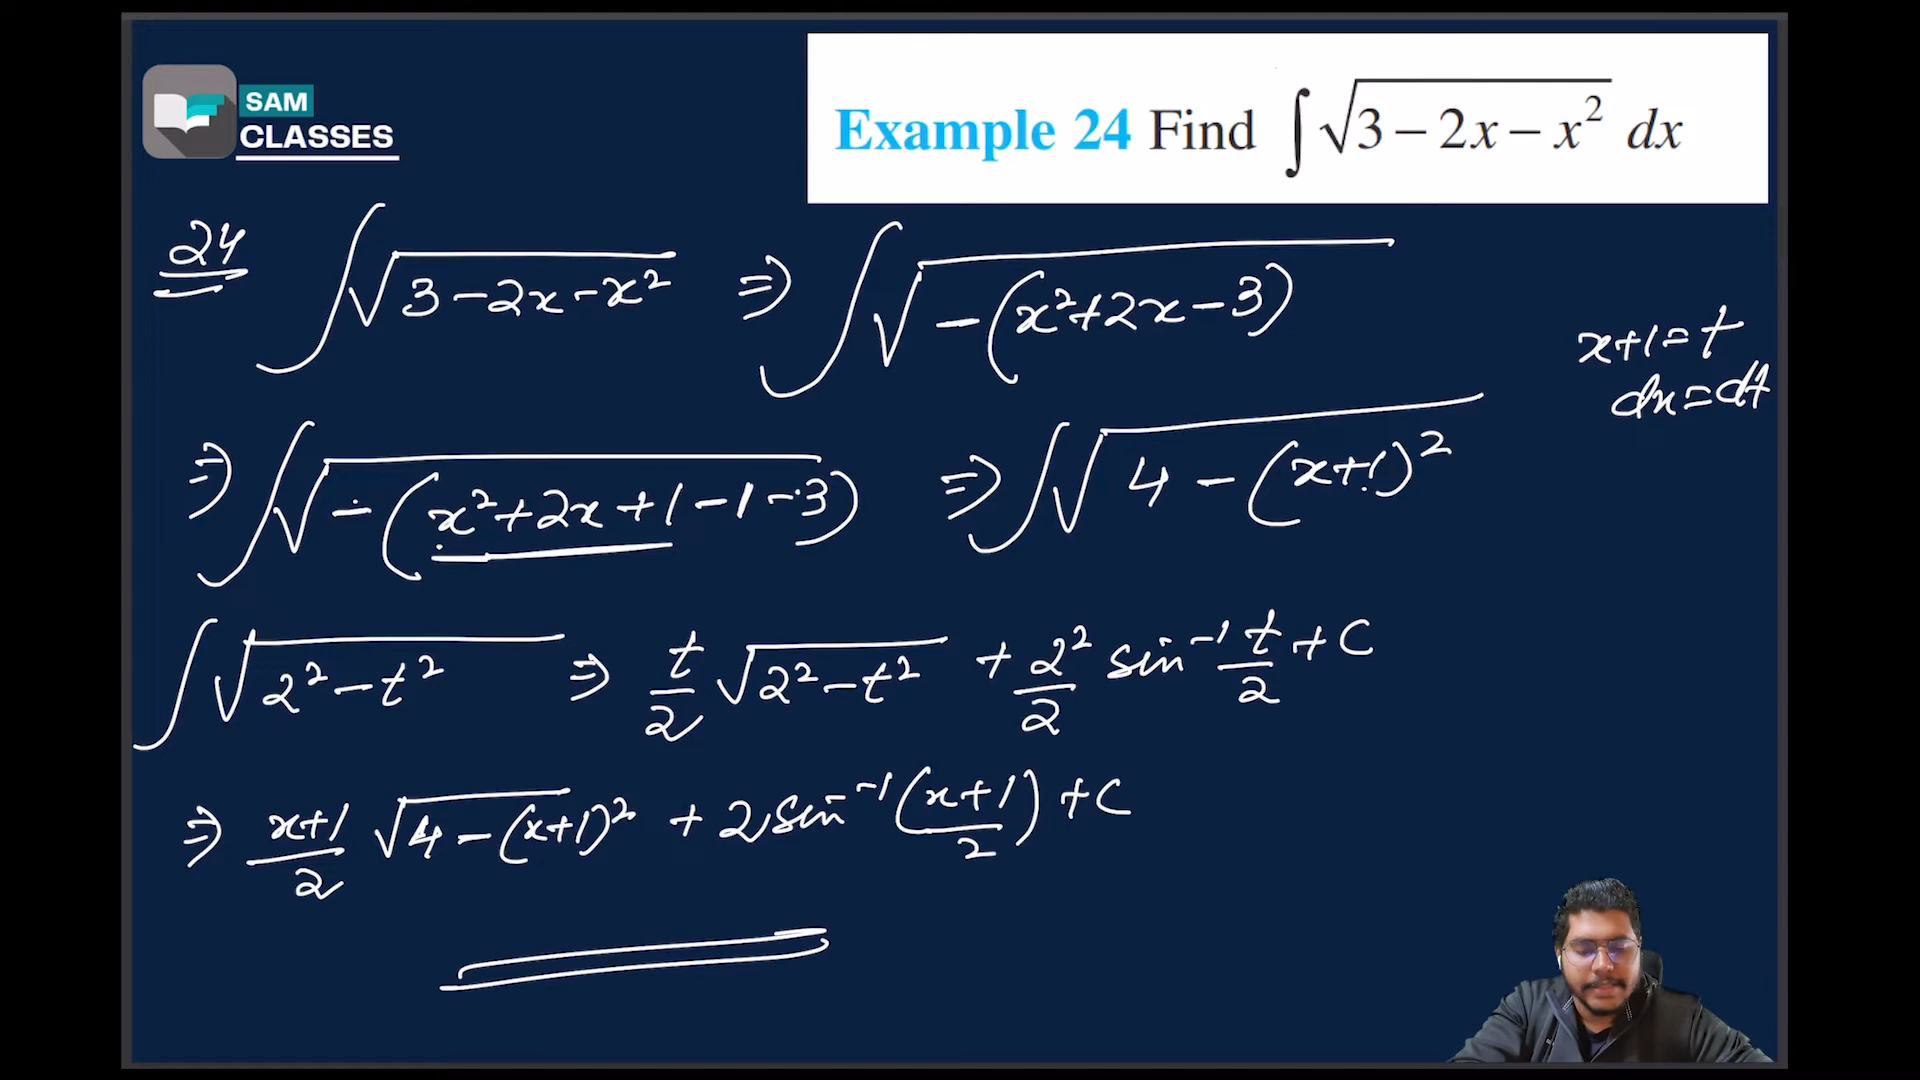 SAM
CLASSES
Example 24 Find ∫ √(3 – 2x – x²) dx
24 ∫ √(3-2x-x²) ⇒ ∫ √(-(x²+2x-3))
x+1=t
dx=dt
⇒ ∫ √(-(x²+2x+1-1-3)) ⇒ ∫ √(4-(x+1)²)
∫ √(2²-t²) ⇒ t/2 √(2²-t²) + 2²/2 sin⁻¹ t/2 + C
⇒ x+1/2 √(4-(x+1)²) + 2 sin⁻¹ (x+1/2) + C